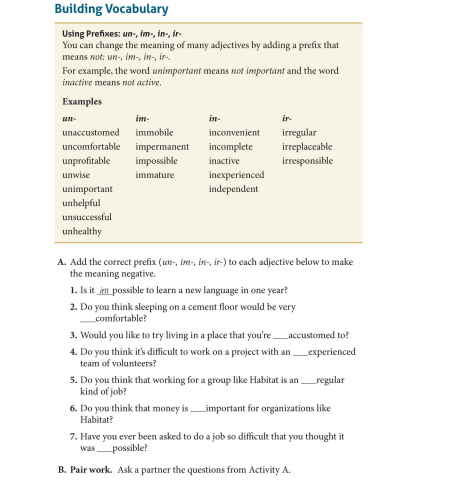 Building Vocabulary
Using Prefixes: un-, im-, in-, ir-
You can change the meaning of many adjectives by adding a prefix that
means not: un-, im-, in-, ir-.
For example, the word unimportant means not important and the word
inactive means not active.
Examples
un- im- in- ir-
unaccustomed immobile inconvenient irregular
uncomfortable impermanent incomplete irreplaceable
unprofitable impossible inactive irresponsible
unwise immature inexperienced
unimportant independent
unhelpful
unsuccessful
unhealthy
A. Add the correct prefix (un-, im-, in-, ir-) to each adjective below to make
the meaning negative.
1. Is it im possible to learn a new language in one year?
2. Do you think sleeping on a cement floor would be very
___comfortable?
3. Would you like to try living in a place that you're ___accustomed to?
4. Do you think it's difficult to work on a project with an ___experienced
team of volunteers?
5. Do you think that working for a group like Habitat is an ___regular
kind of job?
6. Do you think that money is ___important for organizations like
Habitat?
7. Have you ever been asked to do a job so difficult that you thought it
was ___possible?
B. Pair work. Ask a partner the questions from Activity A.